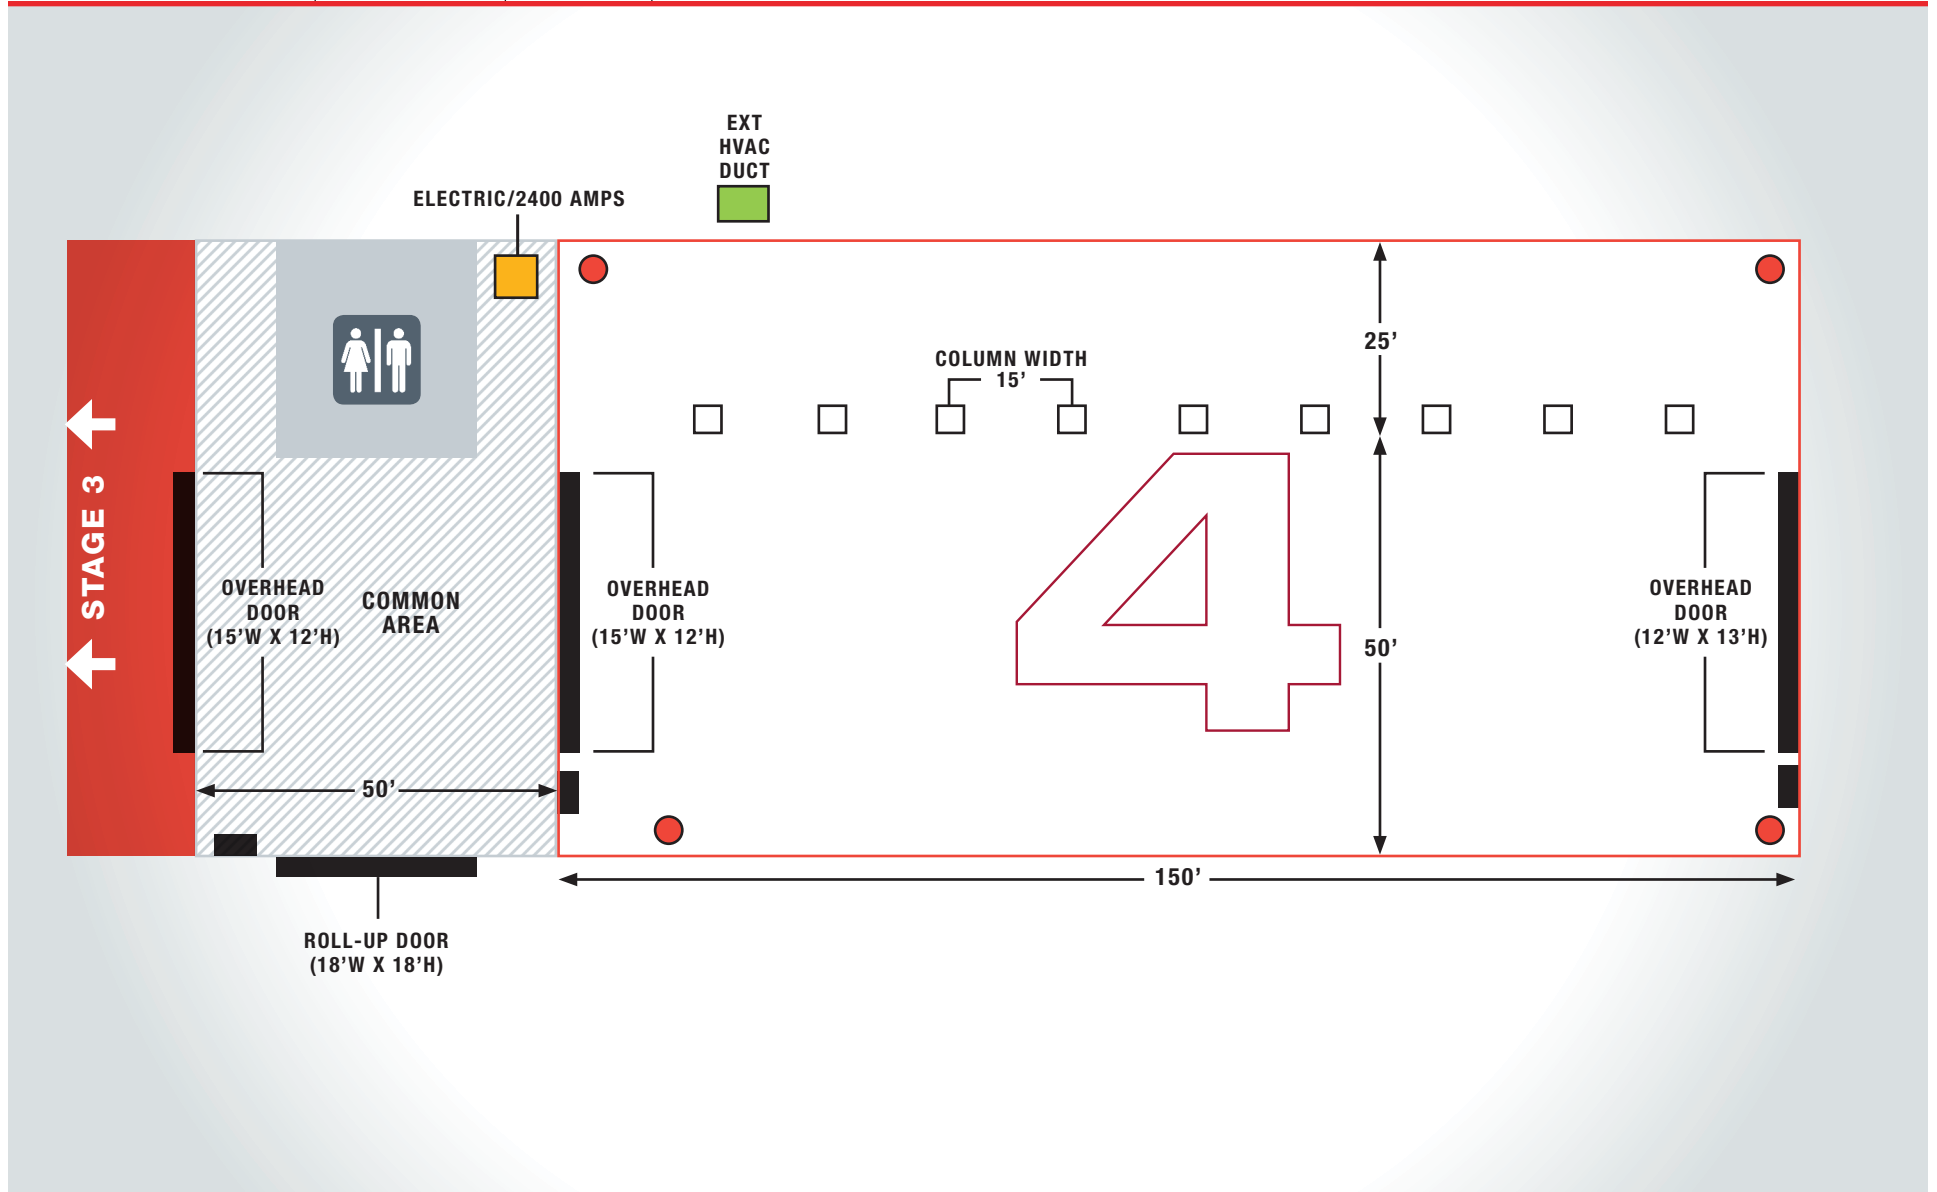 EXT
HVAC
DUCT
ELECTRIC/2400 AMPS
COLUMN WIDTH
15’
25’
STAGE 3
OVERHEAD
DOOR
(15’W X 12’H)
COMMON
AREA
OVERHEAD
DOOR
(15’W X 12’H)
4
50’
OVERHEAD
DOOR
(12’W X 13’H)
50’
150’
ROLL-UP DOOR
(18’W X 18’H)